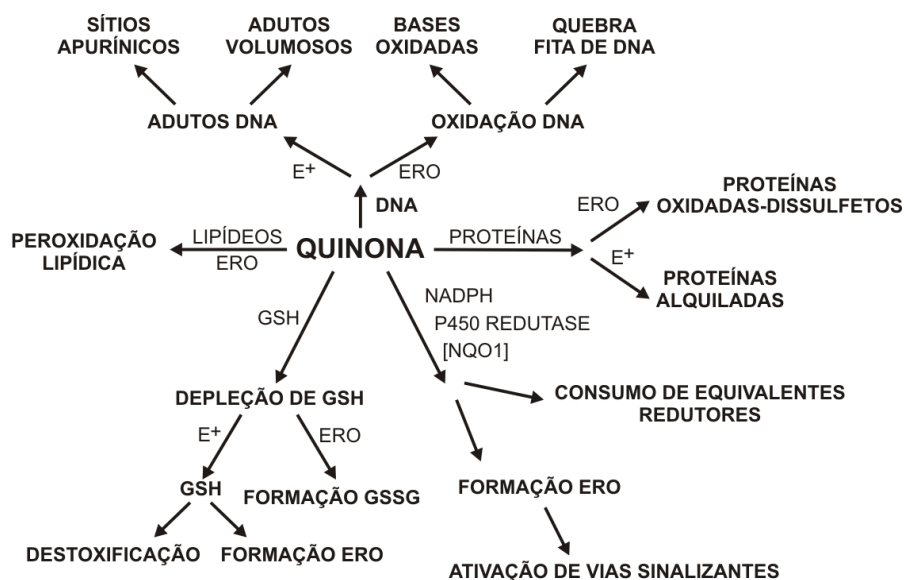 SÍTIOS
APURÍNICOS
ADUTOS
VOLUMOSOS
BASES
OXIDADAS
QUEBRA
FITA DE DNA
ADUTOS DNA
OXIDAÇÃO DNA
E+
ERO
DNA
PEROXIDAÇÃO
LIPÍDICA
LIPÍDEOS
ERO
QUINONA
PROTEÍNAS
ERO
PROTEÍNAS
OXIDADAS-DISSULFETOS
E+
PROTEÍNAS
ALQUILADAS
GSH
NADPH
P450 REDUTASE
[NQO1]
DEPLEÇÃO DE GSH
CONSUMO DE EQUIVALENTES
REDUTORES
E+
ERO
GSH
FORMAÇÃO GSSG
FORMAÇÃO ERO
DESTOXIFICAÇÃO
FORMAÇÃO ERO
ATIVAÇÃO DE VIAS SINALIZANTES